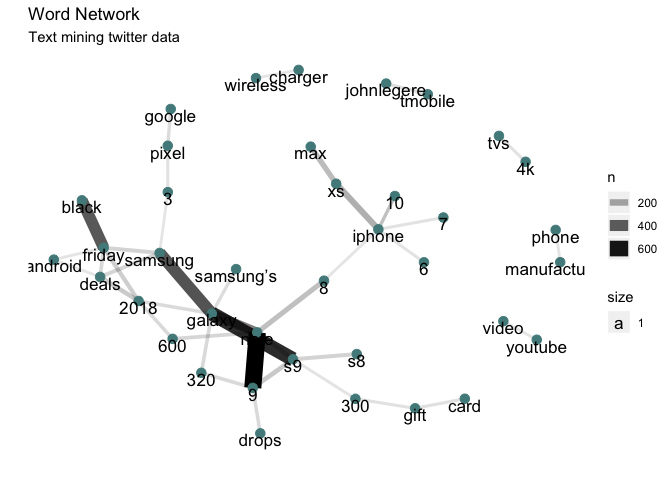 Word Network
Text mining twitter data
charger
wireless
johnlegere
tmobile
google
tvs
pixel
max
4k
xs
3
10
black
7
iphone
phone
friday
samsung
android
manufactu
6
samsung's
deals
8
2018
galaxy
video
600
youtube
s9
s8
320
9
300
card
gift
drops
n
200
400
600
size
a 1